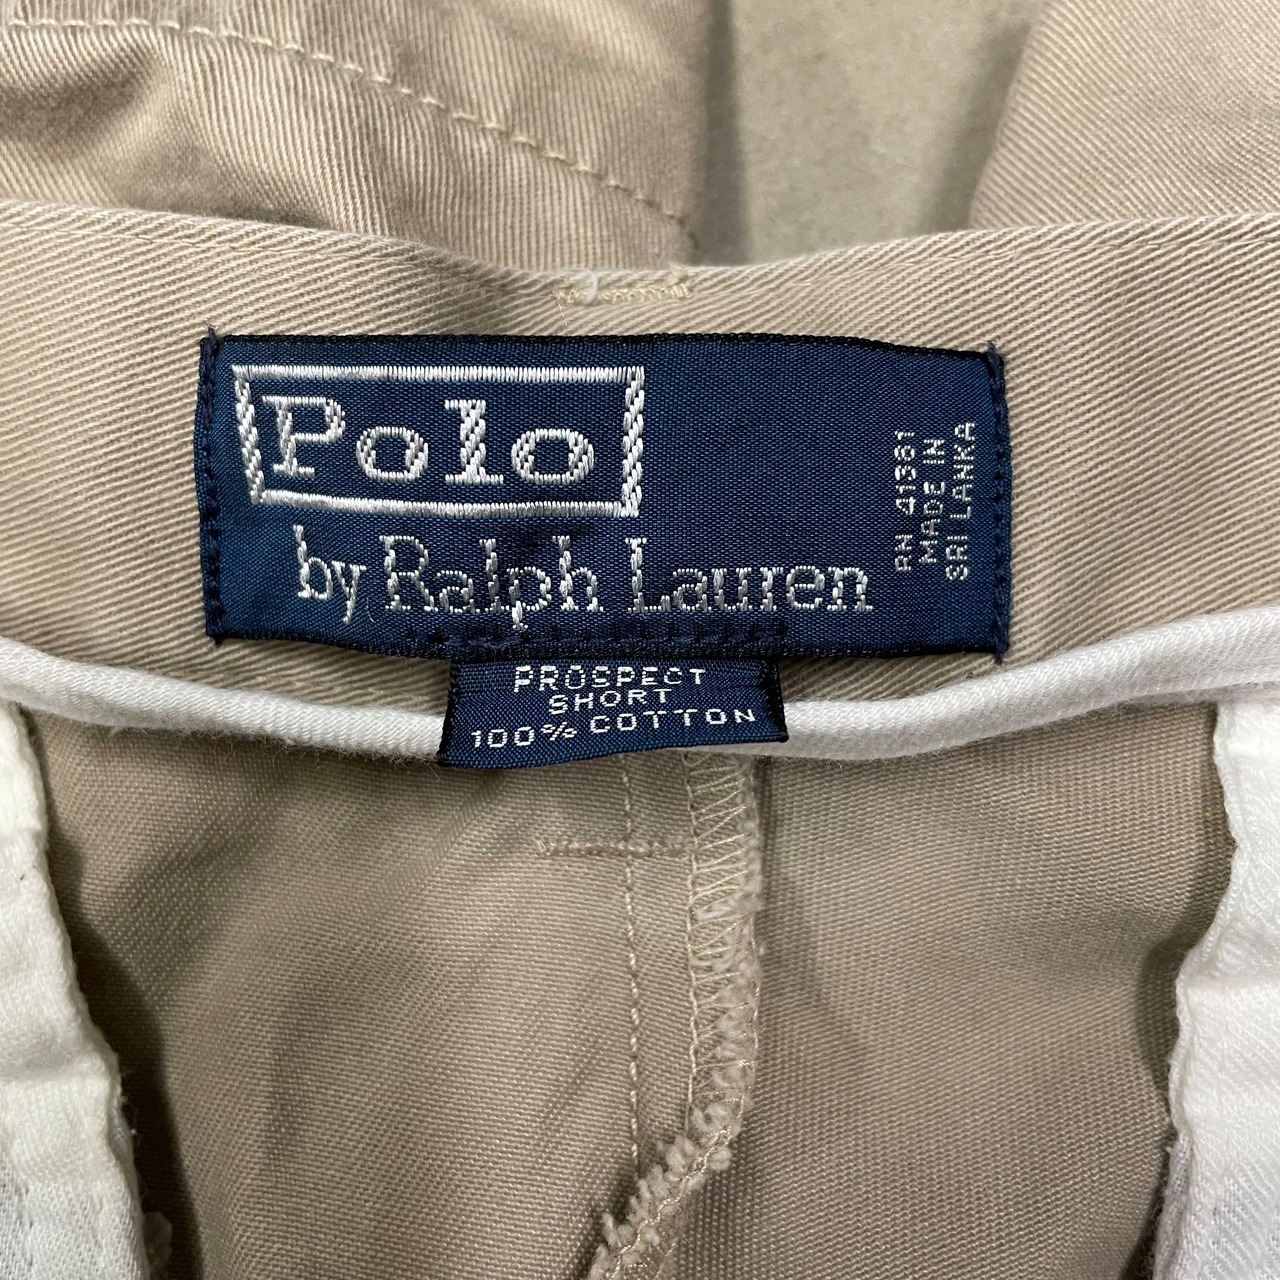 Polo
by Ralph Lauren
RN 41381
MADE IN
SRI LANKA
PROSPECT
SHORT
100% COTTON